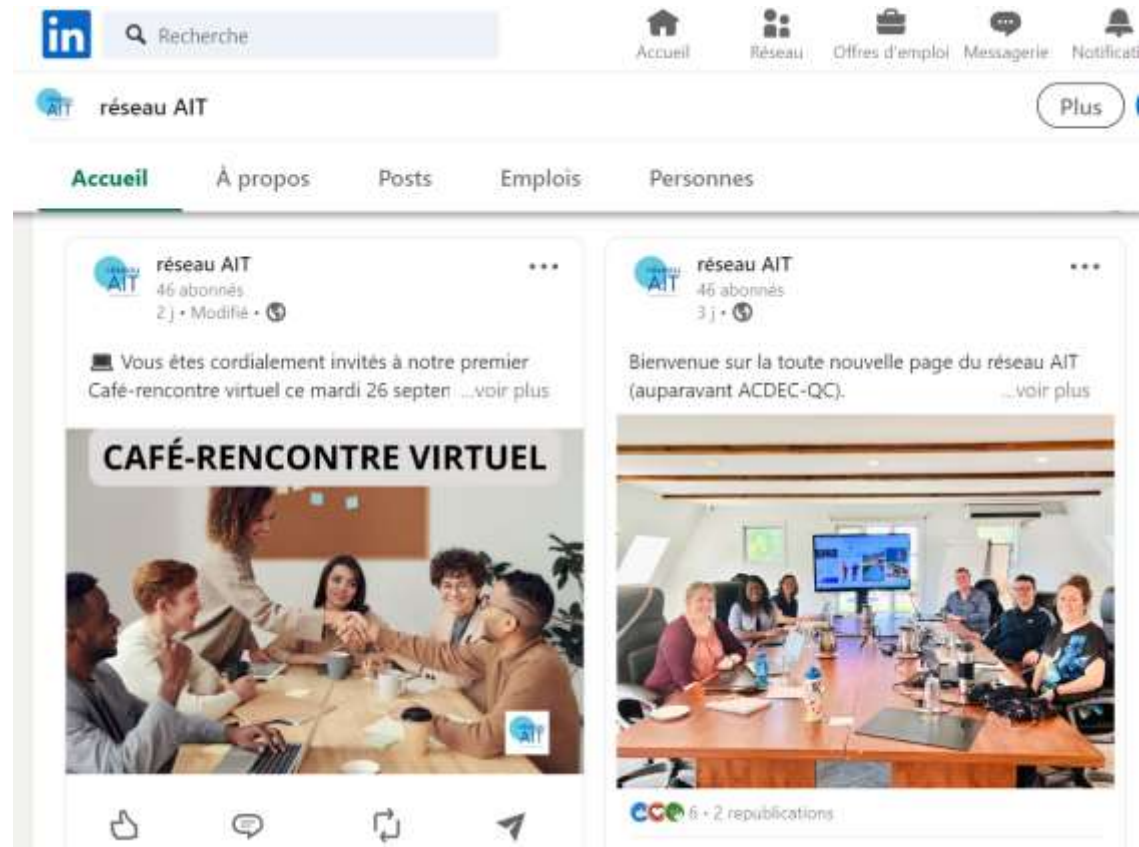 in Recherche
Accueil Réseau Offres d'emploi Messagerie Notificati
AIT réseau AIT Plus
Accueil À propos Posts Emplois Personnes
réseau AIT
46 abonnés
2 j • Modifié •
Vous êtes cordialement invités à notre premier
Café-rencontre virtuel ce mardi 26 septen ...voir plus
CAFÉ-RENCONTRE VIRTUEL
AIT
réseau AIT
46 abonnés
3 j •
Bienvenue sur la toute nouvelle page du réseau AIT
(auparavant ACDEC-QC). ...voir plus
6 • 2 republications